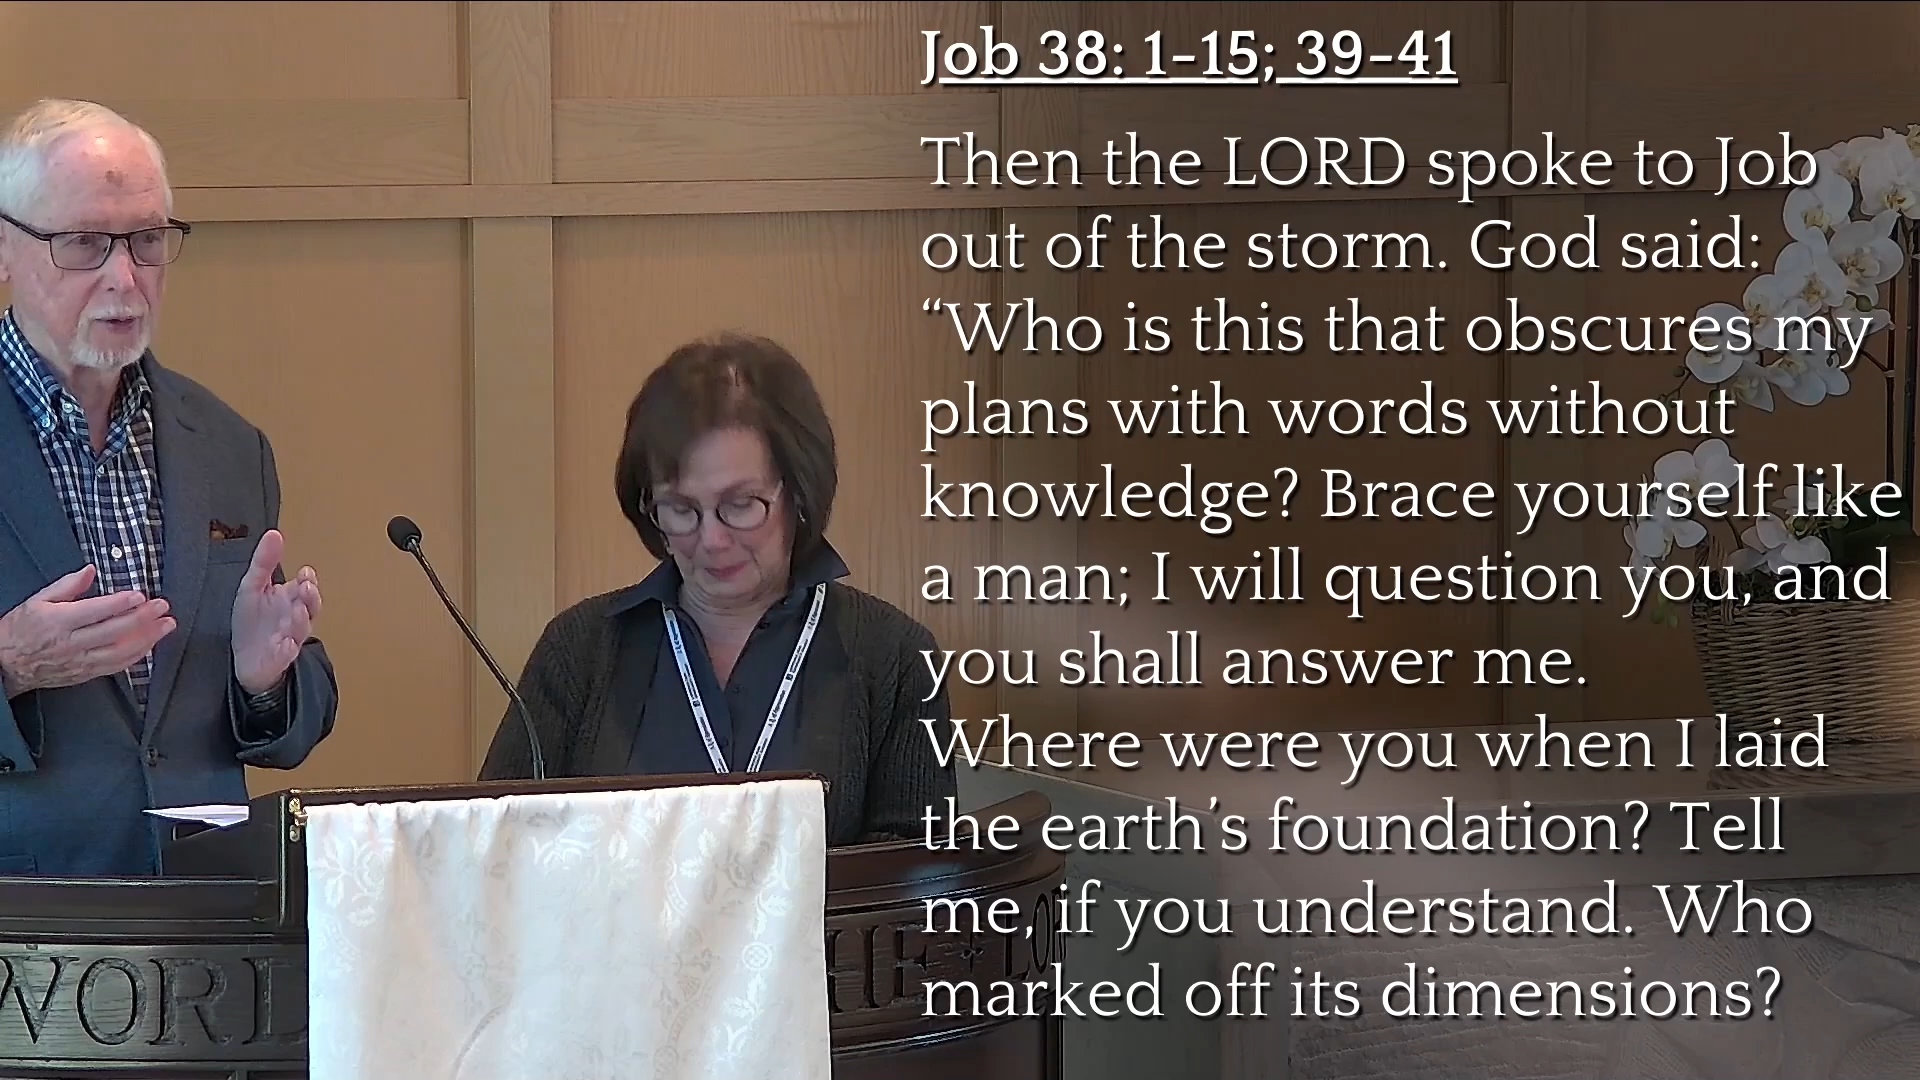 Job 38: 1-15; 39-41
Then the LORD spoke to Job
out of the storm. God said:
“Who is this that obscures my
plans with words without
knowledge? Brace yourself like
a man; I will question you, and
you shall answer me.
Where were you when I laid
the earth’s foundation? Tell
me, if you understand. Who
marked off its dimensions?
WORD
THE + LOR